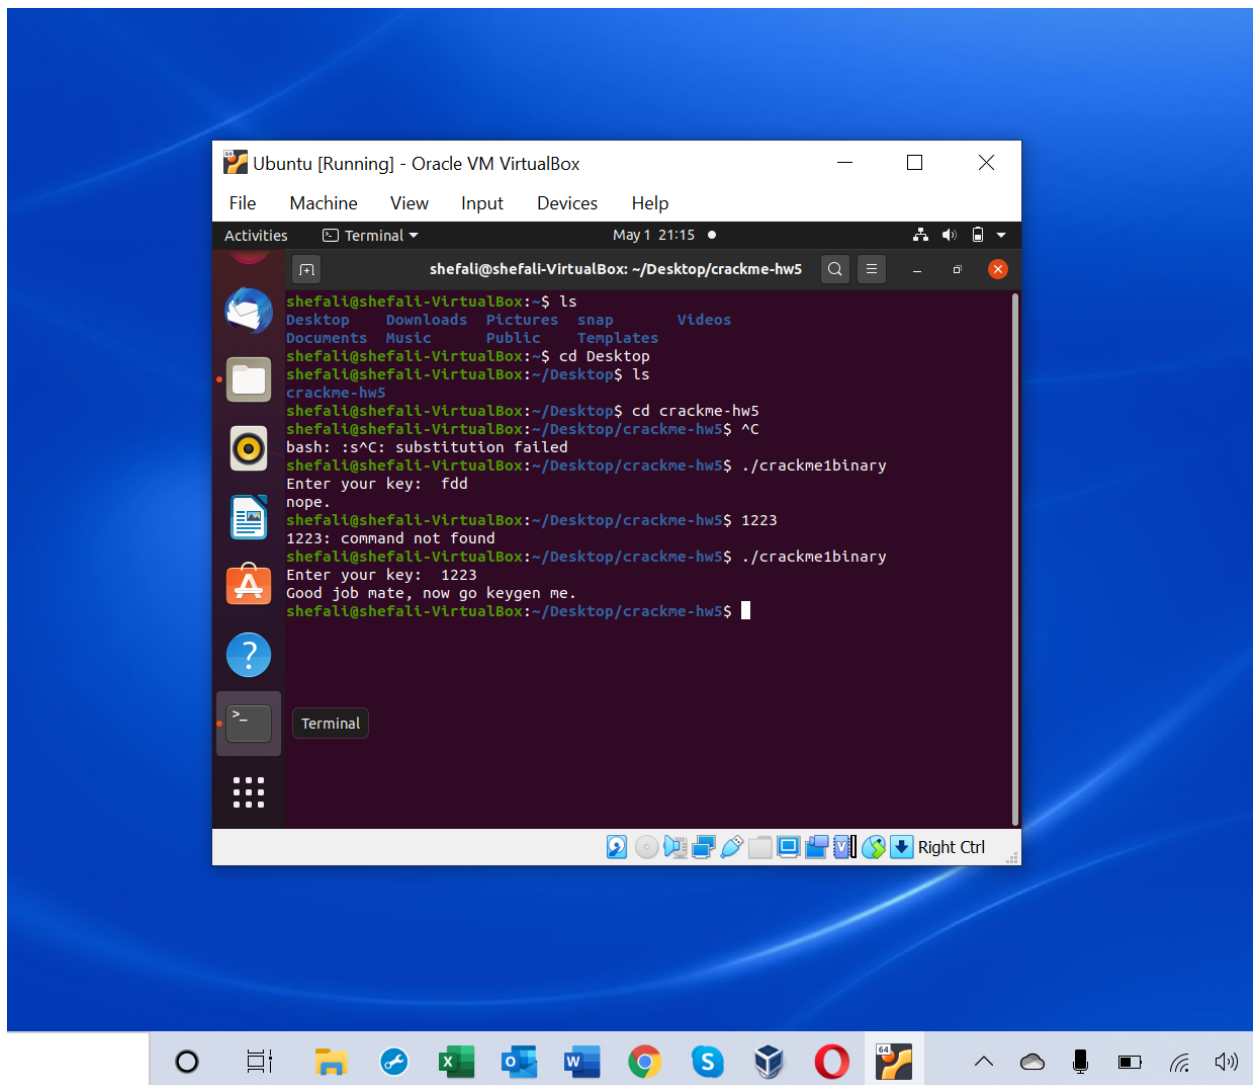 64
Ubuntu [Running] - Oracle VM VirtualBox
File Machine View Input Devices Help
Activities Terminal May 1 21:15
shefali@shefali-VirtualBox: ~/Desktop/crackme-hw5
shefali@shefali-VirtualBox:~$ ls
Desktop Downloads Pictures snap Videos
Documents Music Public Templates
shefali@shefali-VirtualBox:~$ cd Desktop
shefali@shefali-VirtualBox:~/Desktop$ ls
crackme-hw5
shefali@shefali-VirtualBox:~/Desktop$ cd crackme-hw5
shefali@shefali-VirtualBox:~/Desktop/crackme-hw5$ ^C
bash: :s^C: substitution failed
shefali@shefali-VirtualBox:~/Desktop/crackme-hw5$ ./crackme1binary
Enter your key: fdd
nope.
shefali@shefali-VirtualBox:~/Desktop/crackme-hw5$ 1223
1223: command not found
shefali@shefali-VirtualBox:~/Desktop/crackme-hw5$ ./crackme1binary
Enter your key: 1223
Good job mate, now go keygen me.
shefali@shefali-VirtualBox:~/Desktop/crackme-hw5$
Terminal
Right Ctrl
64